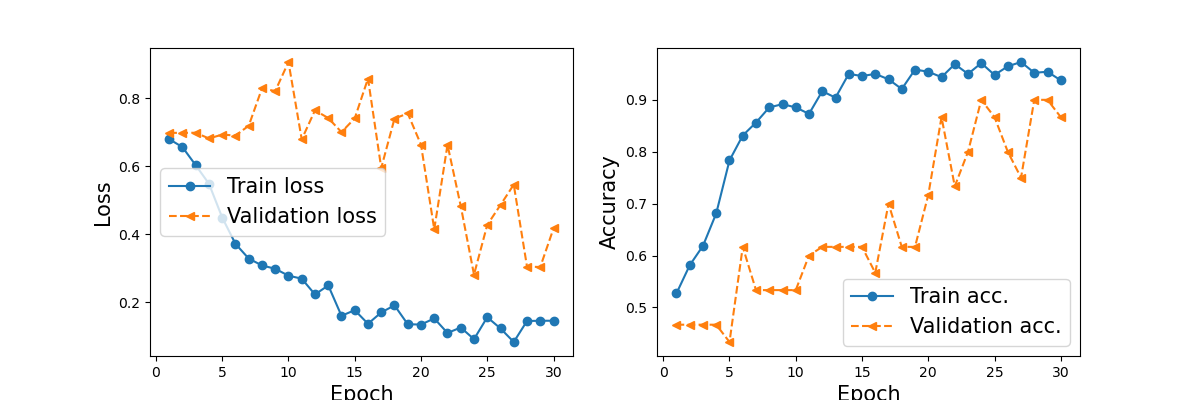 Loss
0.8
0.6
0.4
0.2
Train loss
Validation loss
0 5 10 15 20 25 30
Epoch
Accuracy
0.9
0.8
0.7
0.6
0.5
Train acc.
Validation acc.
0 5 10 15 20 25 30
Epoch